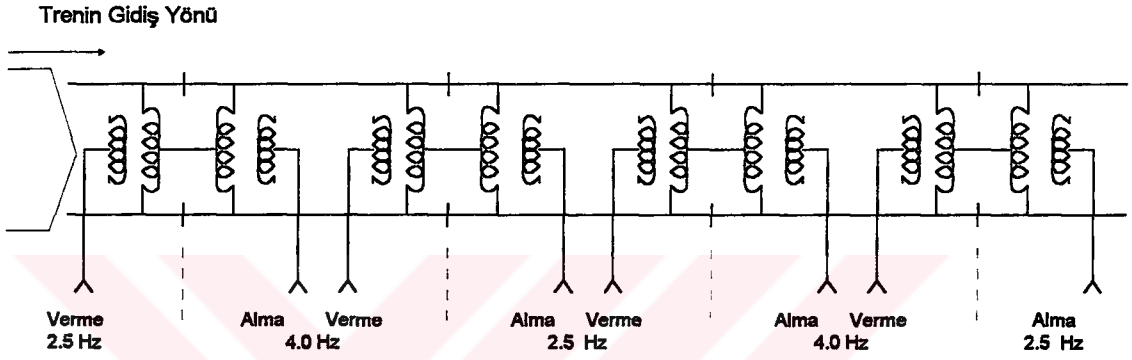 Trenin Gidiş Yönü
Verme Alma Verme Alma Verme Alma Verme Alma
2.5 Hz 4.0 Hz 2.5 Hz 4.0 Hz 2.5 Hz